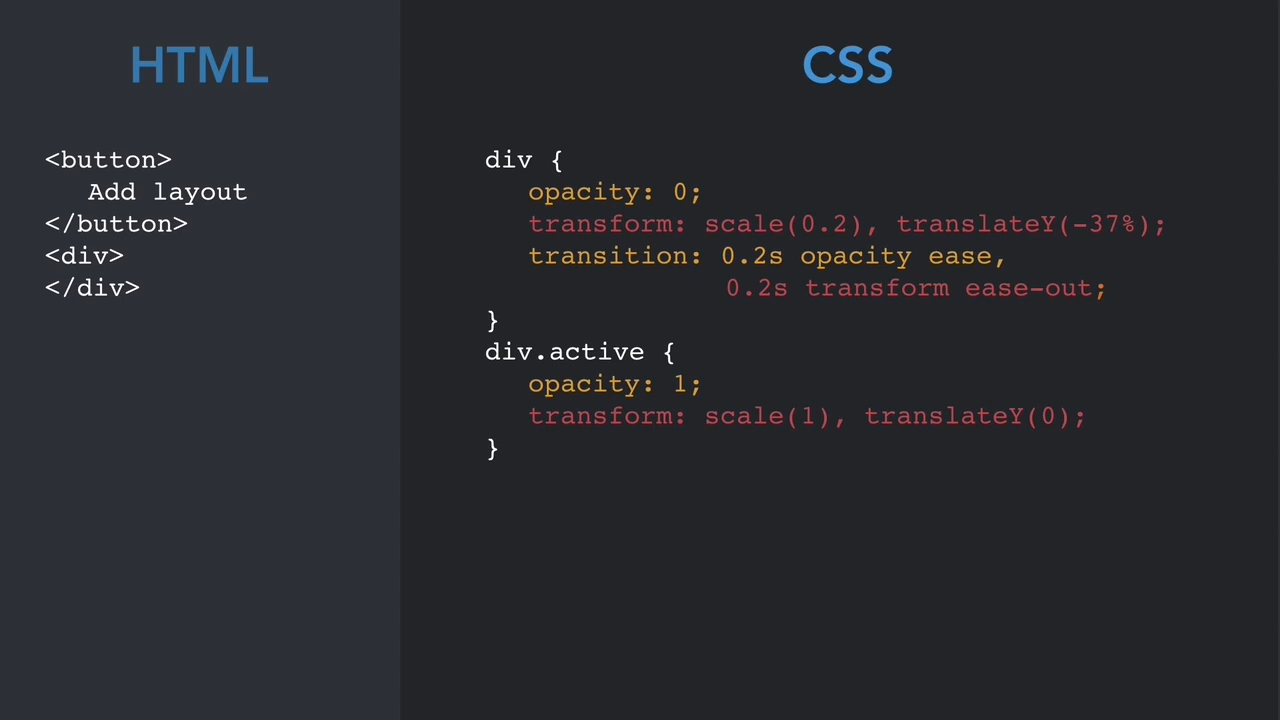 HTML
<button>
Add layout
</button>
<div>
</div>
CSS
div {
opacity: 0;
transform: scale(0.2), translateY(-37%);
transition: 0.2s opacity ease,
0.2s transform ease-out;
}
div.active {
opacity: 1;
transform: scale(1), translateY(0);
}